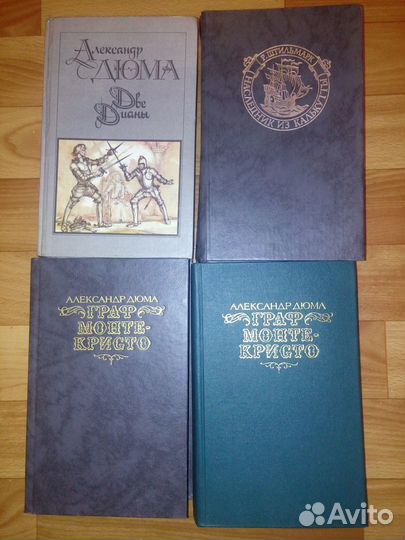 Александр
ДЮМА
Две
Дианы
Р. ШТИЛЬМАРК
НАСЛЕДНИК ИЗ КАЛЬКУТТЫ
АЛЕКСАНДР ДЮМА
ГРАФ
МОНТЕ-
КРИСТО
АЛЕКСАНДР ДЮМА
ГРАФ
МОНТЕ-
КРИСТО
Avito